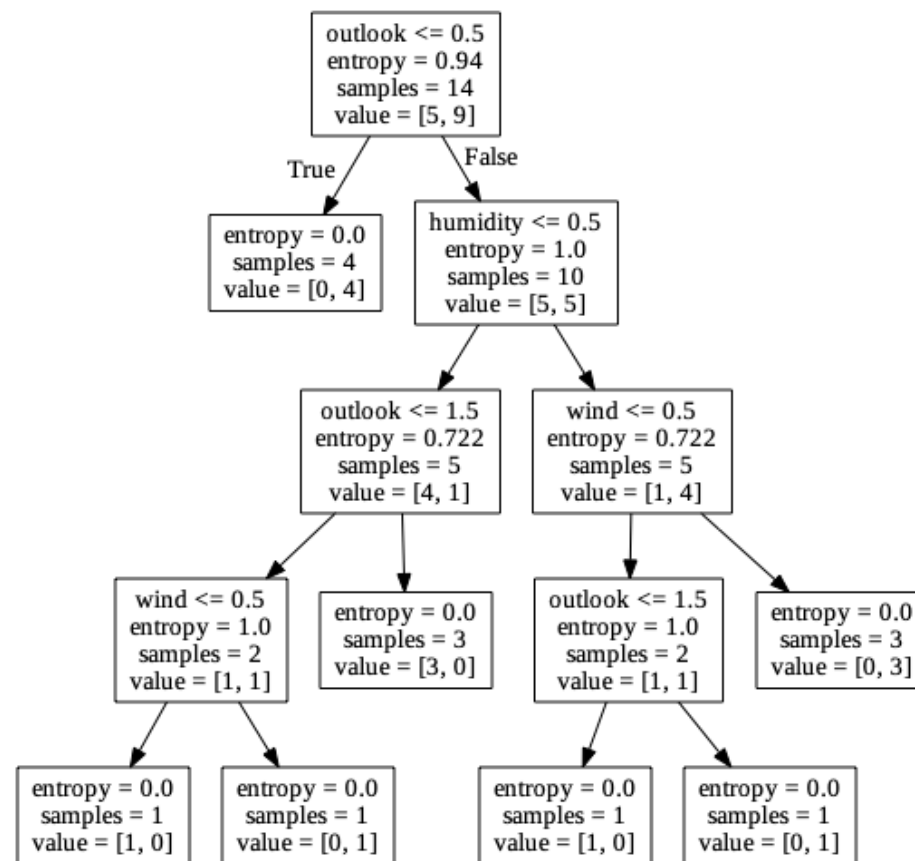 outlook <= 0.5
entropy = 0.94
samples = 14
value = [5, 9]
True
False
entropy = 0.0
samples = 4
value = [0, 4]
humidity <= 0.5
entropy = 1.0
samples = 10
value = [5, 5]
outlook <= 1.5
entropy = 0.722
samples = 5
value = [4, 1]
wind <= 0.5
entropy = 0.722
samples = 5
value = [1, 4]
wind <= 0.5
entropy = 1.0
samples = 2
value = [1, 1]
entropy = 0.0
samples = 3
value = [3, 0]
outlook <= 1.5
entropy = 1.0
samples = 2
value = [1, 1]
entropy = 0.0
samples = 3
value = [0, 3]
entropy = 0.0
samples = 1
value = [1, 0]
entropy = 0.0
samples = 1
value = [0, 1]
entropy = 0.0
samples = 1
value = [1, 0]
entropy = 0.0
samples = 1
value = [0, 1]